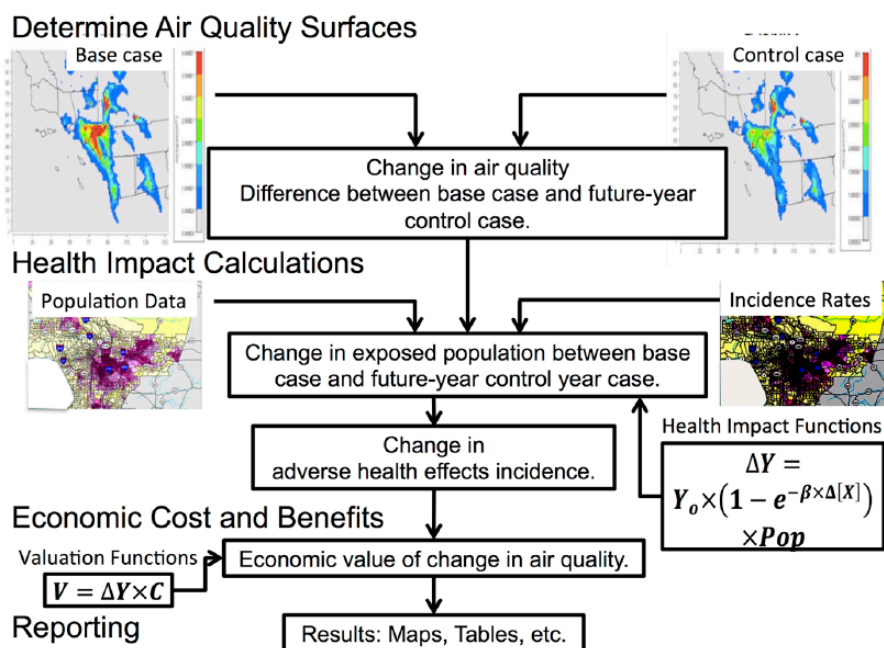 Determine Air Quality Surfaces
Base case
Control case
Change in air quality
Difference between base case and future-year
control case.
Health Impact Calculations
Population Data
Incidence Rates
Change in exposed population between base
case and future-year control year case.
Health Impact Functions
ΔY =
Y₀×(1 − e^{−β×Δ[X]})
×Pop
Change in
adverse health effects incidence.
Economic Cost and Benefits
Valuation Functions
V = ΔY×C
Economic value of change in air quality.
Reporting
Results: Maps, Tables, etc.